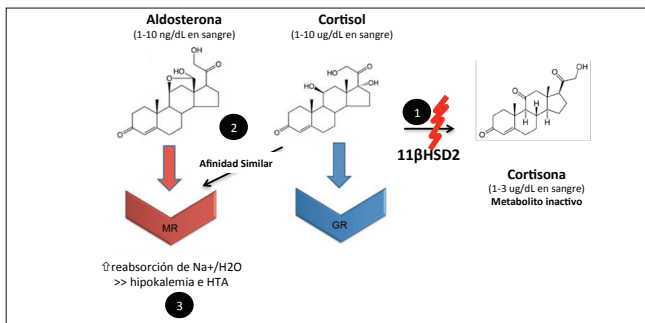 Aldosterona
(1-10 ng/dL en sangre)
Cortisol
(1-10 ug/dL en sangre)
OH
HO
O
O
O
OH
HO
O
HO
OH
O
OH
O
O
H
H
H
O
1
2
11βHSD2
Afinidad Similar
Cortisona
(1-3 ug/dL en sangre)
Metabolito inactivo
MR
GR
⇧reabsorción de Na+/H2O
>> hipokalemia e HTA
3